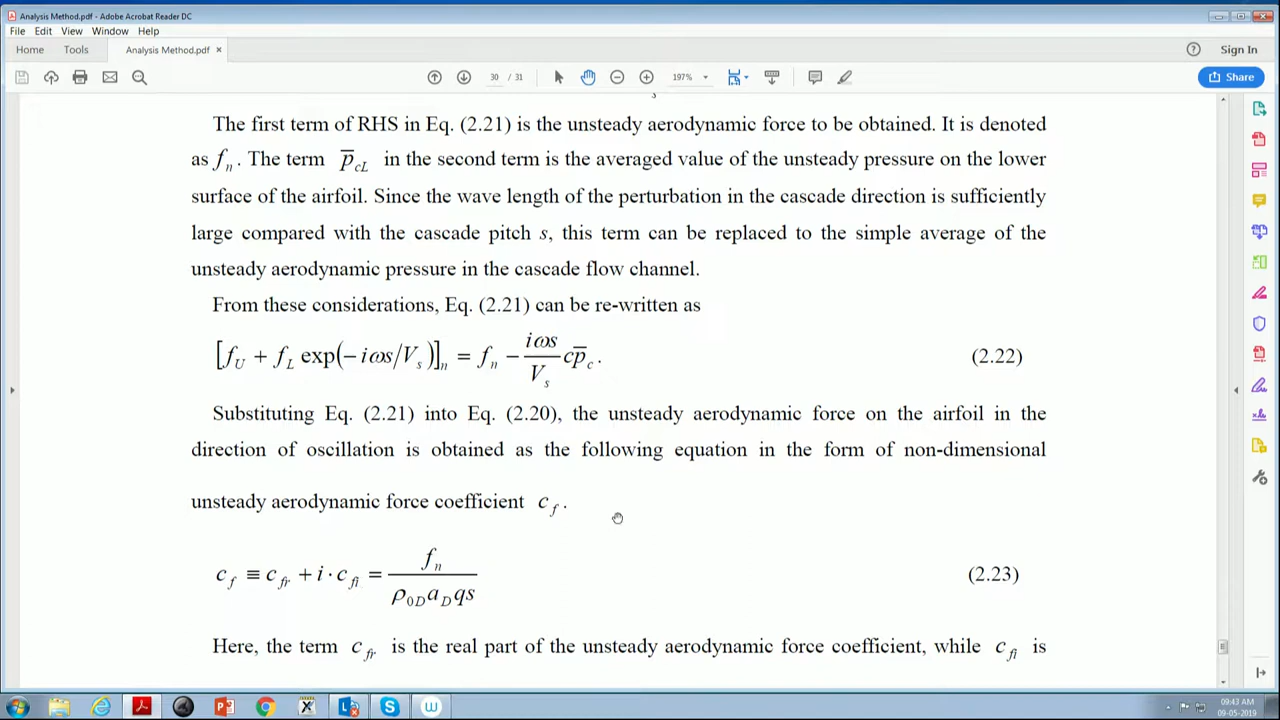 Analysis Method.pdf - Adobe Acrobat Reader DC
File Edit View Window Help
Home Tools Analysis Method.pdf × Sign In
30 / 31 197% Share
The first term of RHS in Eq. (2.21) is the unsteady aerodynamic force to be obtained. It is denoted
as fₙ. The term p̅_cL in the second term is the averaged value of the unsteady pressure on the lower
surface of the airfoil. Since the wave length of the perturbation in the cascade direction is sufficiently
large compared with the cascade pitch s, this term can be replaced to the simple average of the
unsteady aerodynamic pressure in the cascade flow channel.
From these considerations, Eq. (2.21) can be re-written as
[f_U + f_L exp(−iωs/V_s)]_n = f_n − (iωs/V_s) c p̅_c. (2.22)
Substituting Eq. (2.21) into Eq. (2.20), the unsteady aerodynamic force on the airfoil in the
direction of oscillation is obtained as the following equation in the form of non-dimensional
unsteady aerodynamic force coefficient c_f.
c_f ≡ c_fr + i · c_fi = f_n / (ρ_0D a_D qs) (2.23)
Here, the term c_fr is the real part of the unsteady aerodynamic force coefficient, while c_fi is
09:43 AM
09-05-2019